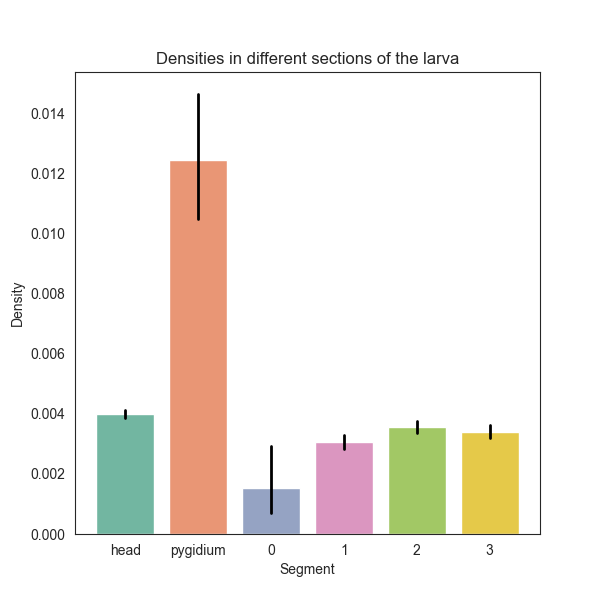 Densities in different sections of the larva
0.014
0.012
0.010
0.008
0.006
0.004
0.002
0.000
Density
head pygidium 0 1 2 3
Segment